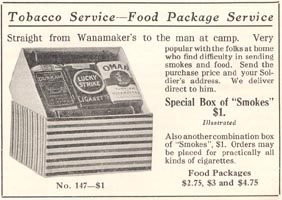 Tobacco Service—Food Package Service
Straight from Wanamaker's to the man at camp. Very
popular with the folks at home
who find difficulty in sending
smokes and food. Send the
purchase price and your Sol-
dier's address. We deliver
direct to him.
Special Box of "Smokes"
$1.
Illustrated
Also another combination box
of "Smokes", $1. Orders may
be placed for practically all
kinds of cigarettes.
Food Packages
$2.75, $3 and $4.75
DURHAM
LUCKY
STRIKE
CIGARETTE
OMAR
No. 147—$1